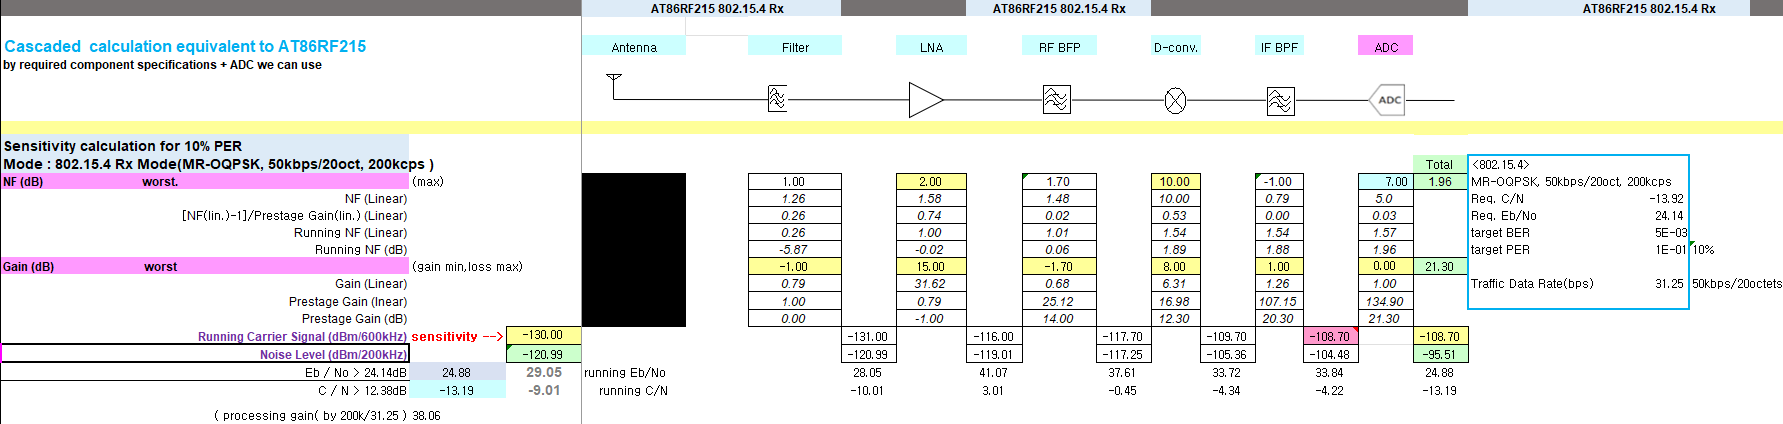 AT86RF215 802.15.4 Rx AT86RF215 802.15.4 Rx AT86RF215 802.15.4 Rx
Cascaded calculation equivalent to AT86RF215
by required component specifications + ADC we can use
Antenna Filter LNA RF BFP D-conv. IF BPF ADC
ADC
Sensitivity calculation for 10% PER
Mode : 802.15.4 Rx Mode(MR-OQPSK, 50kbps/20oct, 200kcps )
Total <802.15.4>
NF (dB) worst. (max) 1.00 2.00 1.70 10.00 -1.00 7.00 1.96 MR-OQPSK, 50kbps/20oct, 200kcps
NF (Linear) 1.26 1.58 1.48 10.00 0.79 5.0 Req. C/N -13.92
[NF(lin.)-1]/Prestage Gain(lin.) (Linear) 0.26 0.74 0.02 0.53 0.00 0.03 Req. Eb/No 24.14
Running NF (Linear) 0.26 1.00 1.01 1.54 1.54 1.57 target BER 5E-03
Running NF (dB) -5.87 -0.02 0.06 1.89 1.88 1.96 target PER 1E-01 10%
Gain (dB) worst (gain min,loss max) -1.00 15.00 -1.70 8.00 1.00 0.00 21.30
Gain (Linear) 0.79 31.62 0.68 6.31 1.26 1.00 Traffic Data Rate(bps) 31.25 50kbps/20octets
Prestage Gain (lnear) 1.00 0.79 25.12 16.98 107.15 134.90
Prestage Gain (dB) 0.00 -1.00 14.00 12.30 20.30 21.30
Running Carrier Signal (dBm/600kHz) sensitivity --> -130.00 -131.00 -116.00 -117.70 -109.70 -108.70 -108.70
Noise Level (dBm/200kHz) -120.99 -120.99 -119.01 -117.25 -105.36 -104.48 -95.51
Eb / No > 24.14dB 24.88 29.05 running Eb/No 28.05 41.07 37.61 33.72 33.84 24.88
C / N > 12.38dB -13.19 -9.01 running C/N -10.01 3.01 -0.45 -4.34 -4.22 -13.19
( processing gain( by 200k/31.25 ) 38.06